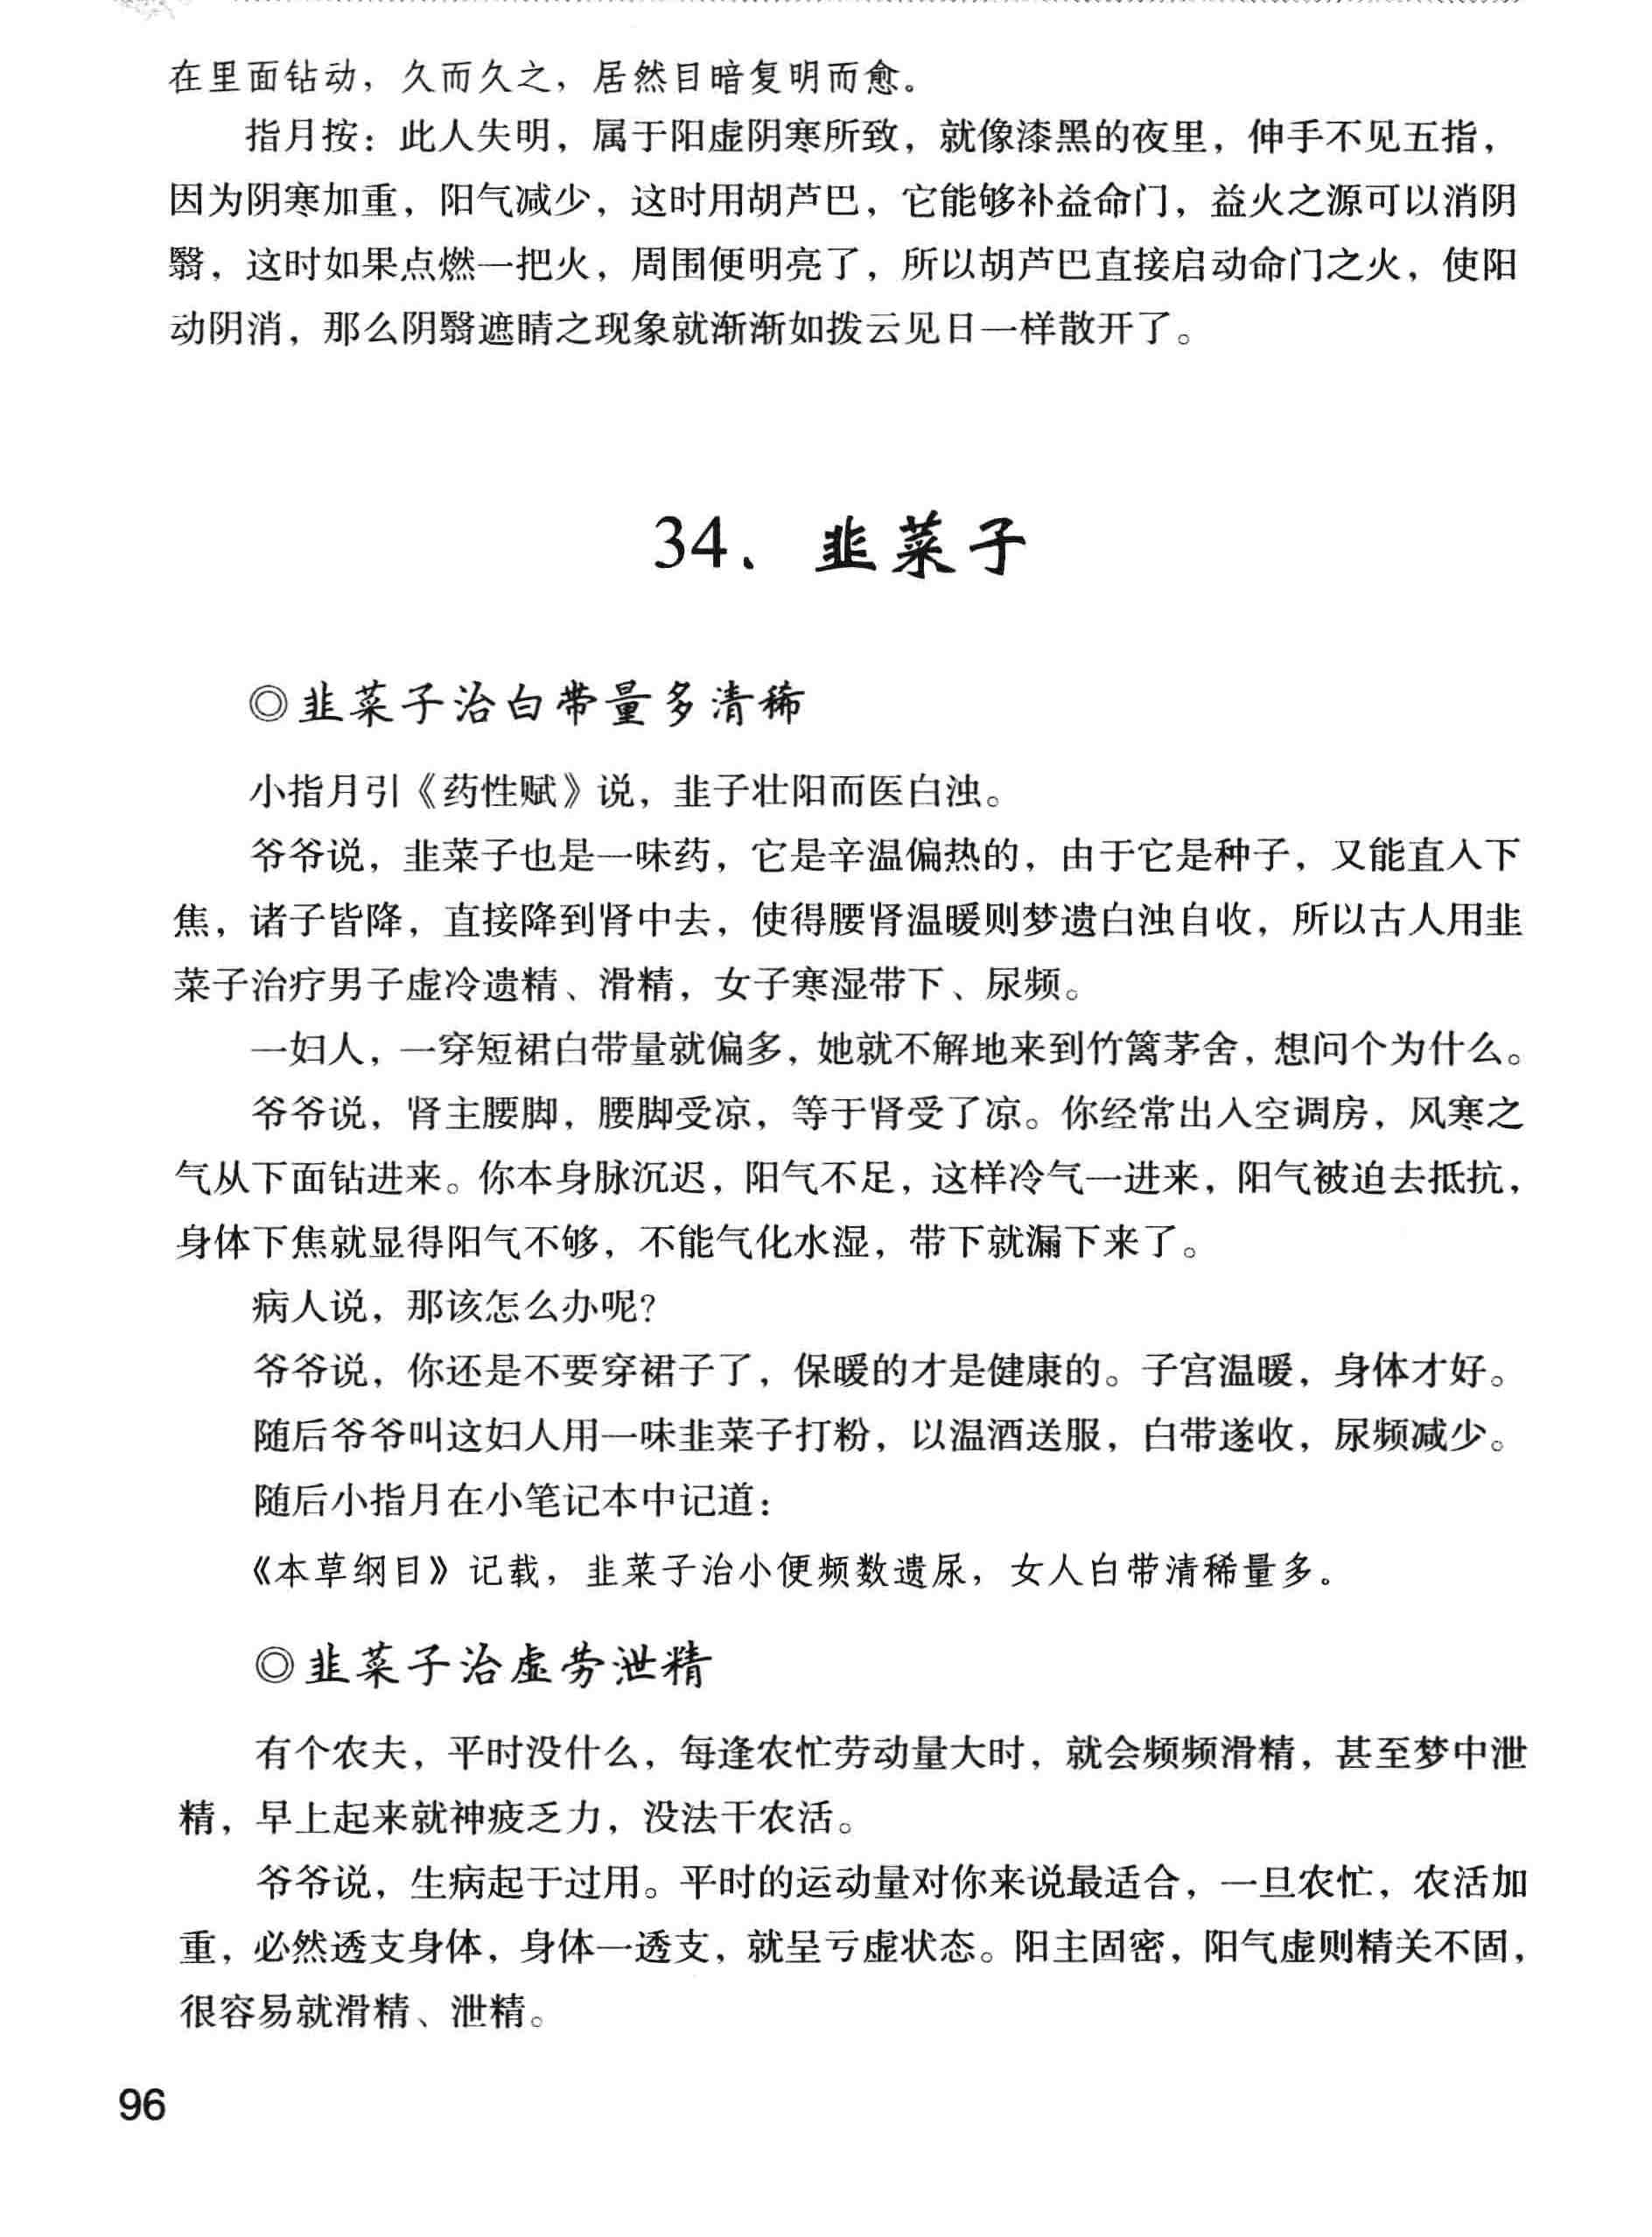 在里面钻动，久而久之，居然目暗复明而愈。
指月按：此人失明，属于阳虚阴寒所致，就像漆黑的夜里，伸手不见五指，
因为阴寒加重，阳气减少，这时用胡芦巴，它能够补益命门，益火之源可以消阴
翳，这时如果点燃一把火，周围便明亮了，所以胡芦巴直接启动命门之火，使阳
动阴消，那么阴翳遮睛之现象就渐渐如拨云见日一样散开了。
34、韭菜子
◎韭菜子治白带量多清稀
小指月引《药性赋》说，韭子壮阳而医白浊。
爷爷说，韭菜子也是一味药，它是辛温偏热的，由于它是种子，又能直入下
焦，诸子皆降，直接降到肾中去，使得腰肾温暖则梦遗白浊自收，所以古人用韭
菜子治疗男子虚冷遗精、滑精，女子寒湿带下、尿频。
一妇人，一穿短裙白带量就偏多，她就不解地来到竹篱茅舍，想问个为什么。
爷爷说，肾主腰脚，腰脚受凉，等于肾受了凉。你经常出入空调房，风寒之
气从下面钻进来。你本身脉沉迟，阳气不足，这样冷气一进来，阳气被迫去抵抗，
身体下焦就显得阳气不够，不能气化水湿，带下就漏下来了。
病人说，那该怎么办呢？
爷爷说，你还是不要穿裙子了，保暖的才是健康的。子宫温暖，身体才好。
随后爷爷叫这妇人用一味韭菜子打粉，以温酒送服，白带遂收，尿频减少。
随后小指月在小笔记本中记道：
《本草纲目》记载，韭菜子治小便频数遗尿，女人白带清稀量多。
◎韭菜子治虚劳泄精
有个农夫，平时没什么，每逢农忙劳动量大时，就会频频滑精，甚至梦中泄
精，早上起来就神疲乏力，没法干农活。
爷爷说，生病起于过用。平时的运动量对你来说最适合，一旦农忙，农活加
重，必然透支身体，身体一透支，就呈亏虚状态。阳主固密，阳气虚则精关不固，
很容易就滑精、泄精。
96